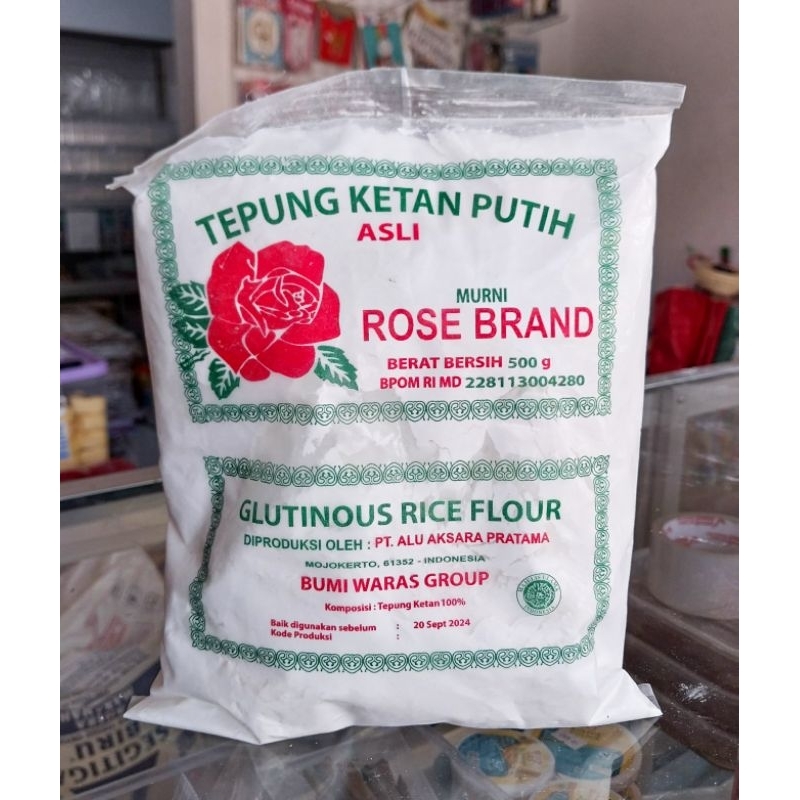 TEPUNG KETAN PUTIH
ASLI
MURNI
ROSE BRAND
BERAT BERSIH 500 g
BPOM RI MD 228113004280
GLUTINOUS RICE FLOUR
DIPRODUKSI OLEH : PT. ALU AKSARA PRATAMA
MOJOKERTO, 61352 - INDONESIA
BUMI WARAS GROUP
Komposisi : Tepung Ketan 100%
Baik digunakan sebelum : 20 Sept 2024
Kode Produksi :
SEGITIGA
BIRU